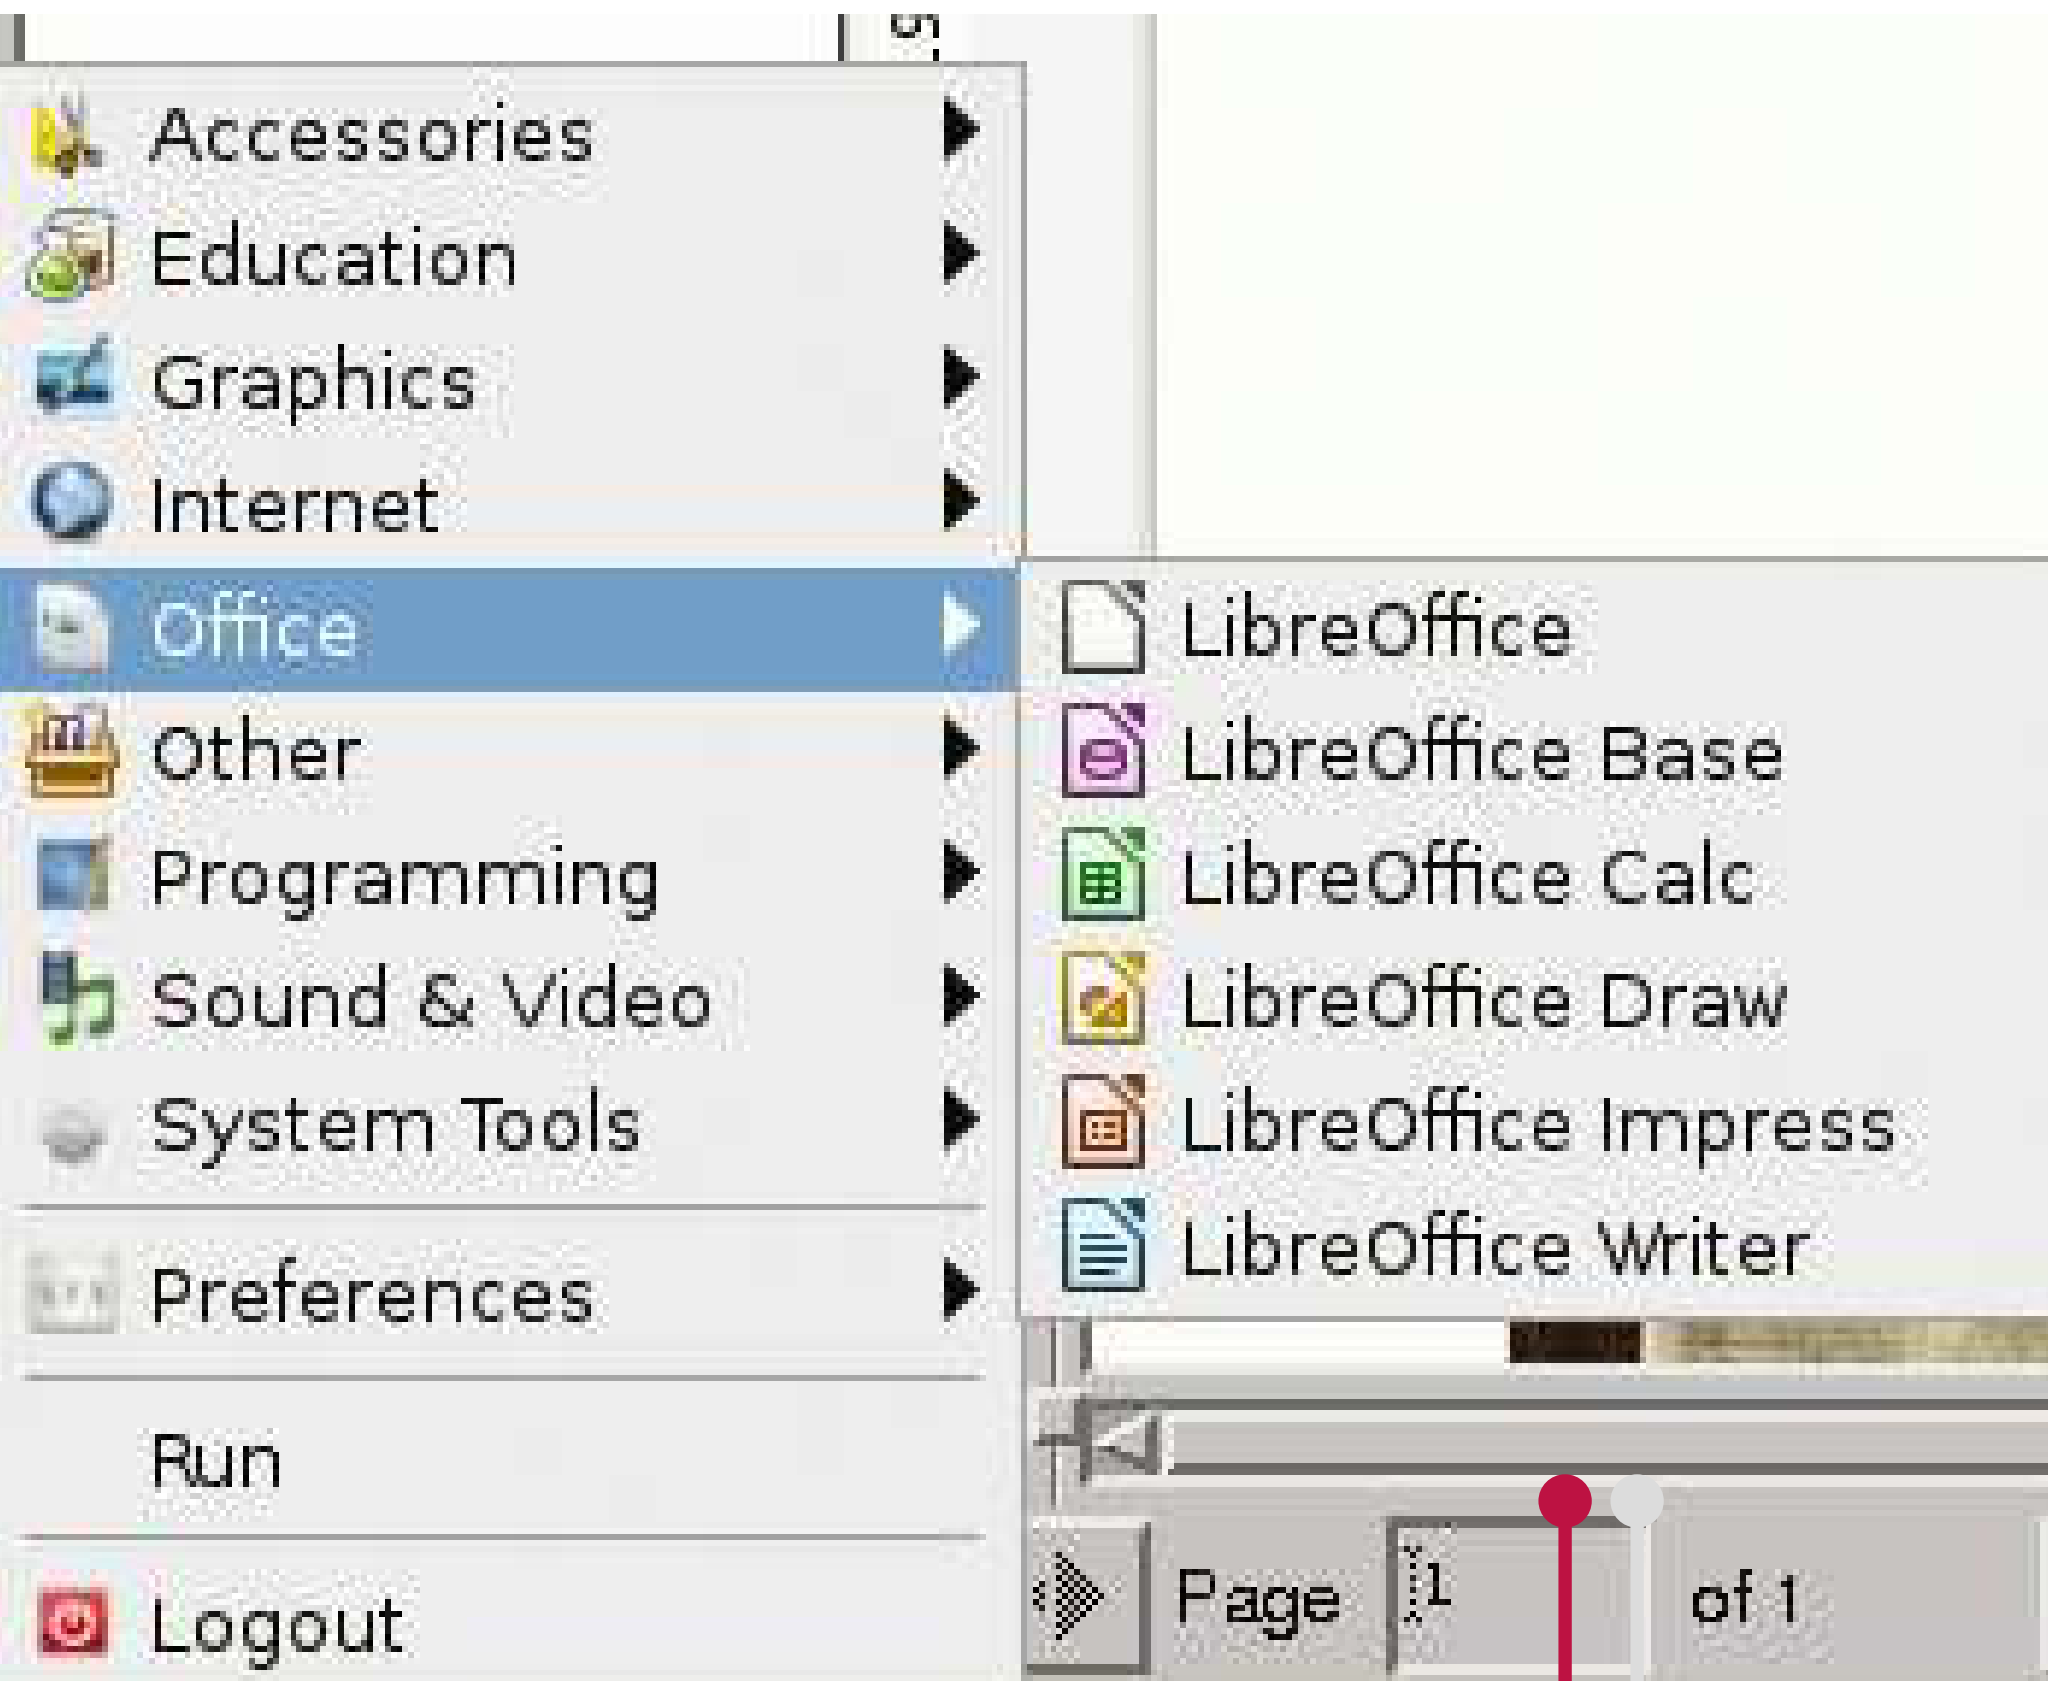 Accessories
Education
Graphics
Internet
Office
Other
Programming
Sound & Video
System Tools
Preferences
Run
Logout
LibreOffice
LibreOffice Base
LibreOffice Calc
LibreOffice Draw
LibreOffice Impress
LibreOffice Writer
Page 1 of 1